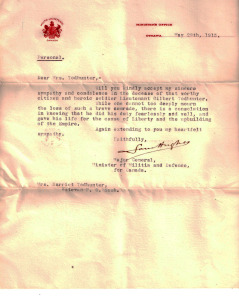 MINISTER'S OFFICE
OTTAWA. May 28th, 1915.
Personal.
Dear Mrs. Todhunter,-
Will you kindly accept my sincere
sympathy and condolence in the decease of that worthy
citizen and heroic soldier Lieutenant Gilbert Todhunter.
While one cannot too deeply mourn
the loss of such a brave comrade, there is a consolation
in knowing that he did his duty fearlessly and well, and
gave his life for the cause of liberty and the upbuilding
of the Empire.
Again extending to you my heartfelt
sympathy.
Faithfully,
Sam Hughes
Major General,
Minister of Militia and Defence,
for Canada.
Mrs. Harriet Todhunter,
P. O.